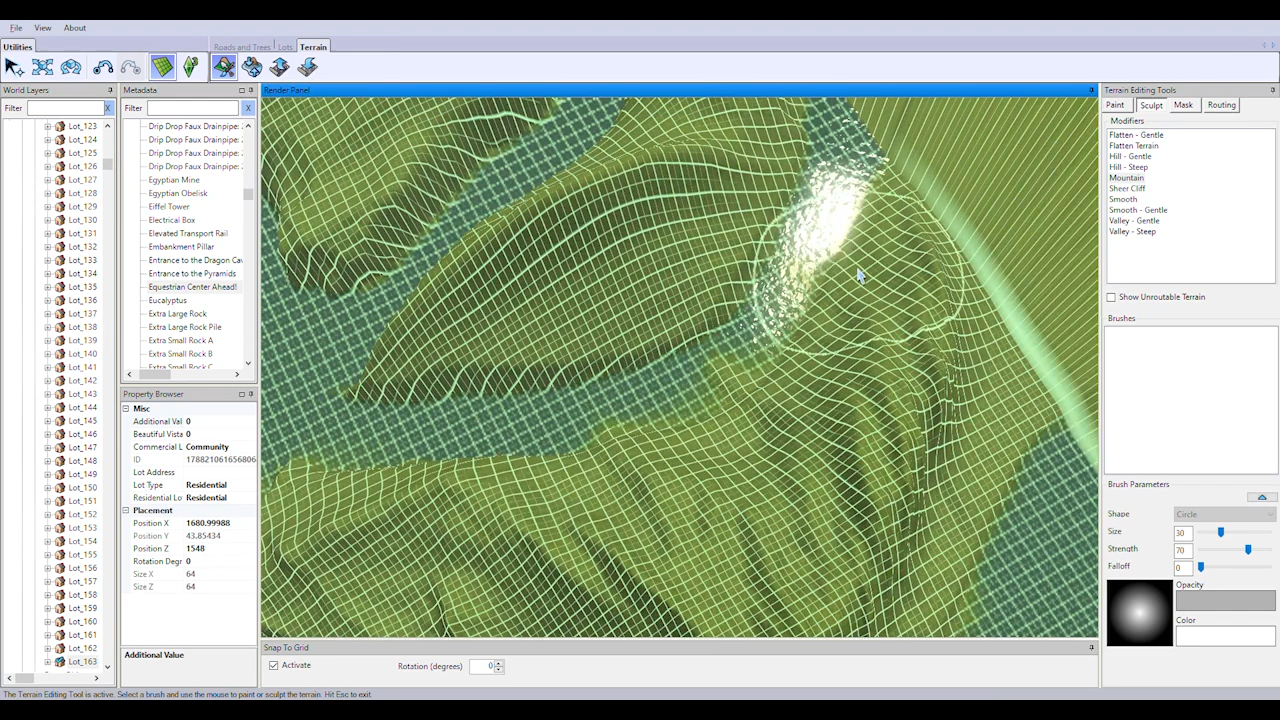 File View About
Utilities Roads and Trees Lots Terrain
World Layers
Filter X
Lot_123
Lot_124
Lot_125
Lot_126
Lot_127
Lot_128
Lot_129
Lot_130
Lot_131
Lot_132
Lot_133
Lot_134
Lot_135
Lot_136
Lot_137
Lot_138
Lot_139
Lot_140
Lot_141
Lot_142
Lot_143
Lot_144
Lot_145
Lot_146
Lot_147
Lot_148
Lot_149
Lot_150
Lot_151
Lot_152
Lot_153
Lot_154
Lot_155
Lot_156
Lot_157
Lot_158
Lot_159
Lot_160
Lot_161
Lot_162
Lot_163
Metadata
Filter X
Drip Drop Faux Drainpipe:
Drip Drop Faux Drainpipe:
Drip Drop Faux Drainpipe:
Drip Drop Faux Drainpipe:
Egyptian Mine
Egyptian Obelisk
Eiffel Tower
Electrical Box
Elevated Transport Rail
Embankment Pillar
Entrance to the Dragon Cav
Entrance to the Pyramids
Equestrian Center Ahead!
Eucalyptus
Extra Large Rock
Extra Large Rock Pile
Extra Small Rock A
Extra Small Rock B
Extra Small Rock C
Property Browser
Misc
Additional Val 0
Beautiful Vista 0
Commercial L Community
ID 178821061656806
Lot Address
Lot Type Residential
Residential Lo Residential
Placement
Position X 1680.99988
Position Y 43.85434
Position Z 1548
Rotation Degr 0
Size X 64
Size Z 64
Additional Value
Render Panel
Snap To Grid
Activate Rotation (degrees) 0
Terrain Editing Tools
Paint Sculpt Mask Routing
Modifiers
Flatten - Gentle
Flatten Terrain
Hill - Gentle
Hill - Steep
Mountain
Sheer Cliff
Smooth
Smooth - Gentle
Valley - Gentle
Valley - Steep
Show Unroutable Terrain
Brushes
Brush Parameters
Shape Circle
Size 30
Strength 70
Falloff 0
Opacity
Color
The Terrain Editing Tool is active. Select a brush and use the mouse to paint or sculpt the terrain. Hit Esc to exit.